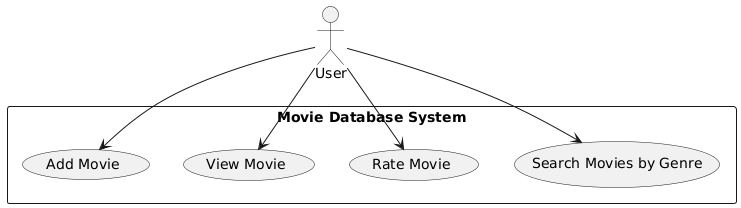 User
Movie Database System
Add Movie
View Movie
Rate Movie
Search Movies by Genre